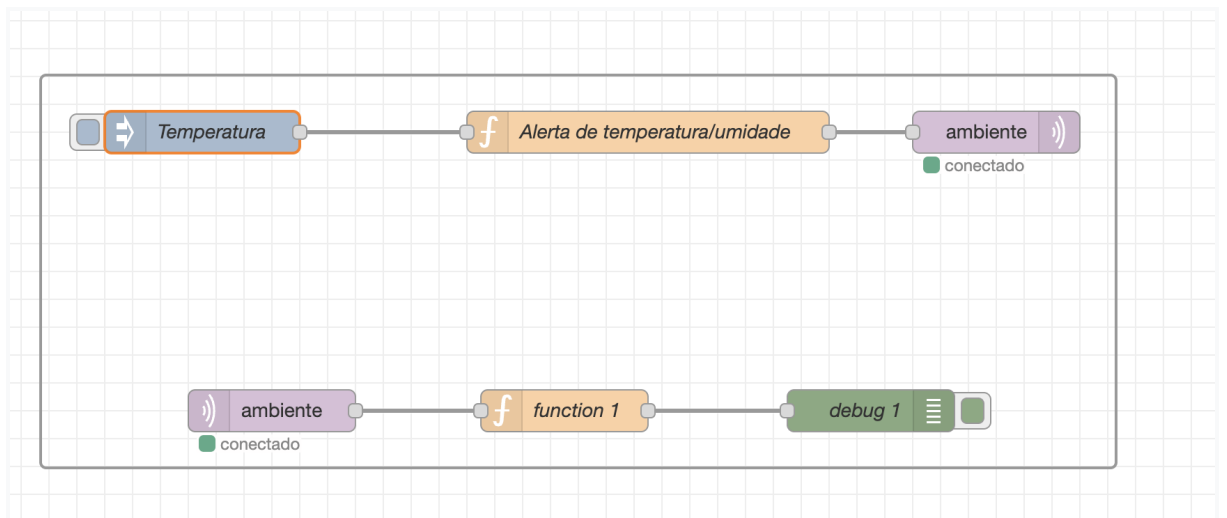 Temperatura
Alerta de temperatura/umidade
ambiente
conectado
ambiente
function 1
debug 1
conectado